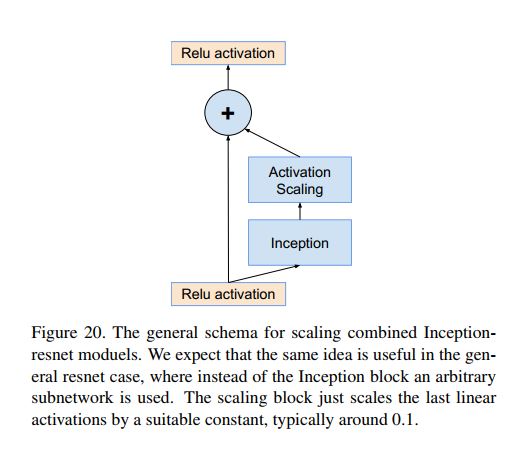 Relu activation
+
Activation
Scaling
Inception
Relu activation
Figure 20. The general schema for scaling combined Inception-
resnet moduels. We expect that the same idea is useful in the gen-
eral resnet case, where instead of the Inception block an arbitrary
subnetwork is used. The scaling block just scales the last linear
activations by a suitable constant, typically around 0.1.